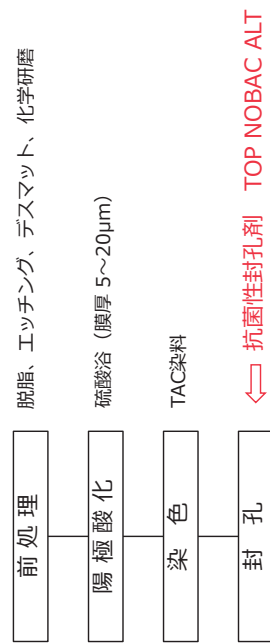 前処理
脱脂、エッチング、デスマット、化学研磨
陽極酸化
硫酸浴（膜厚 5～20μm）
染色
TAC染料
封孔
抗菌性封孔剤 TOP NOBAC ALT